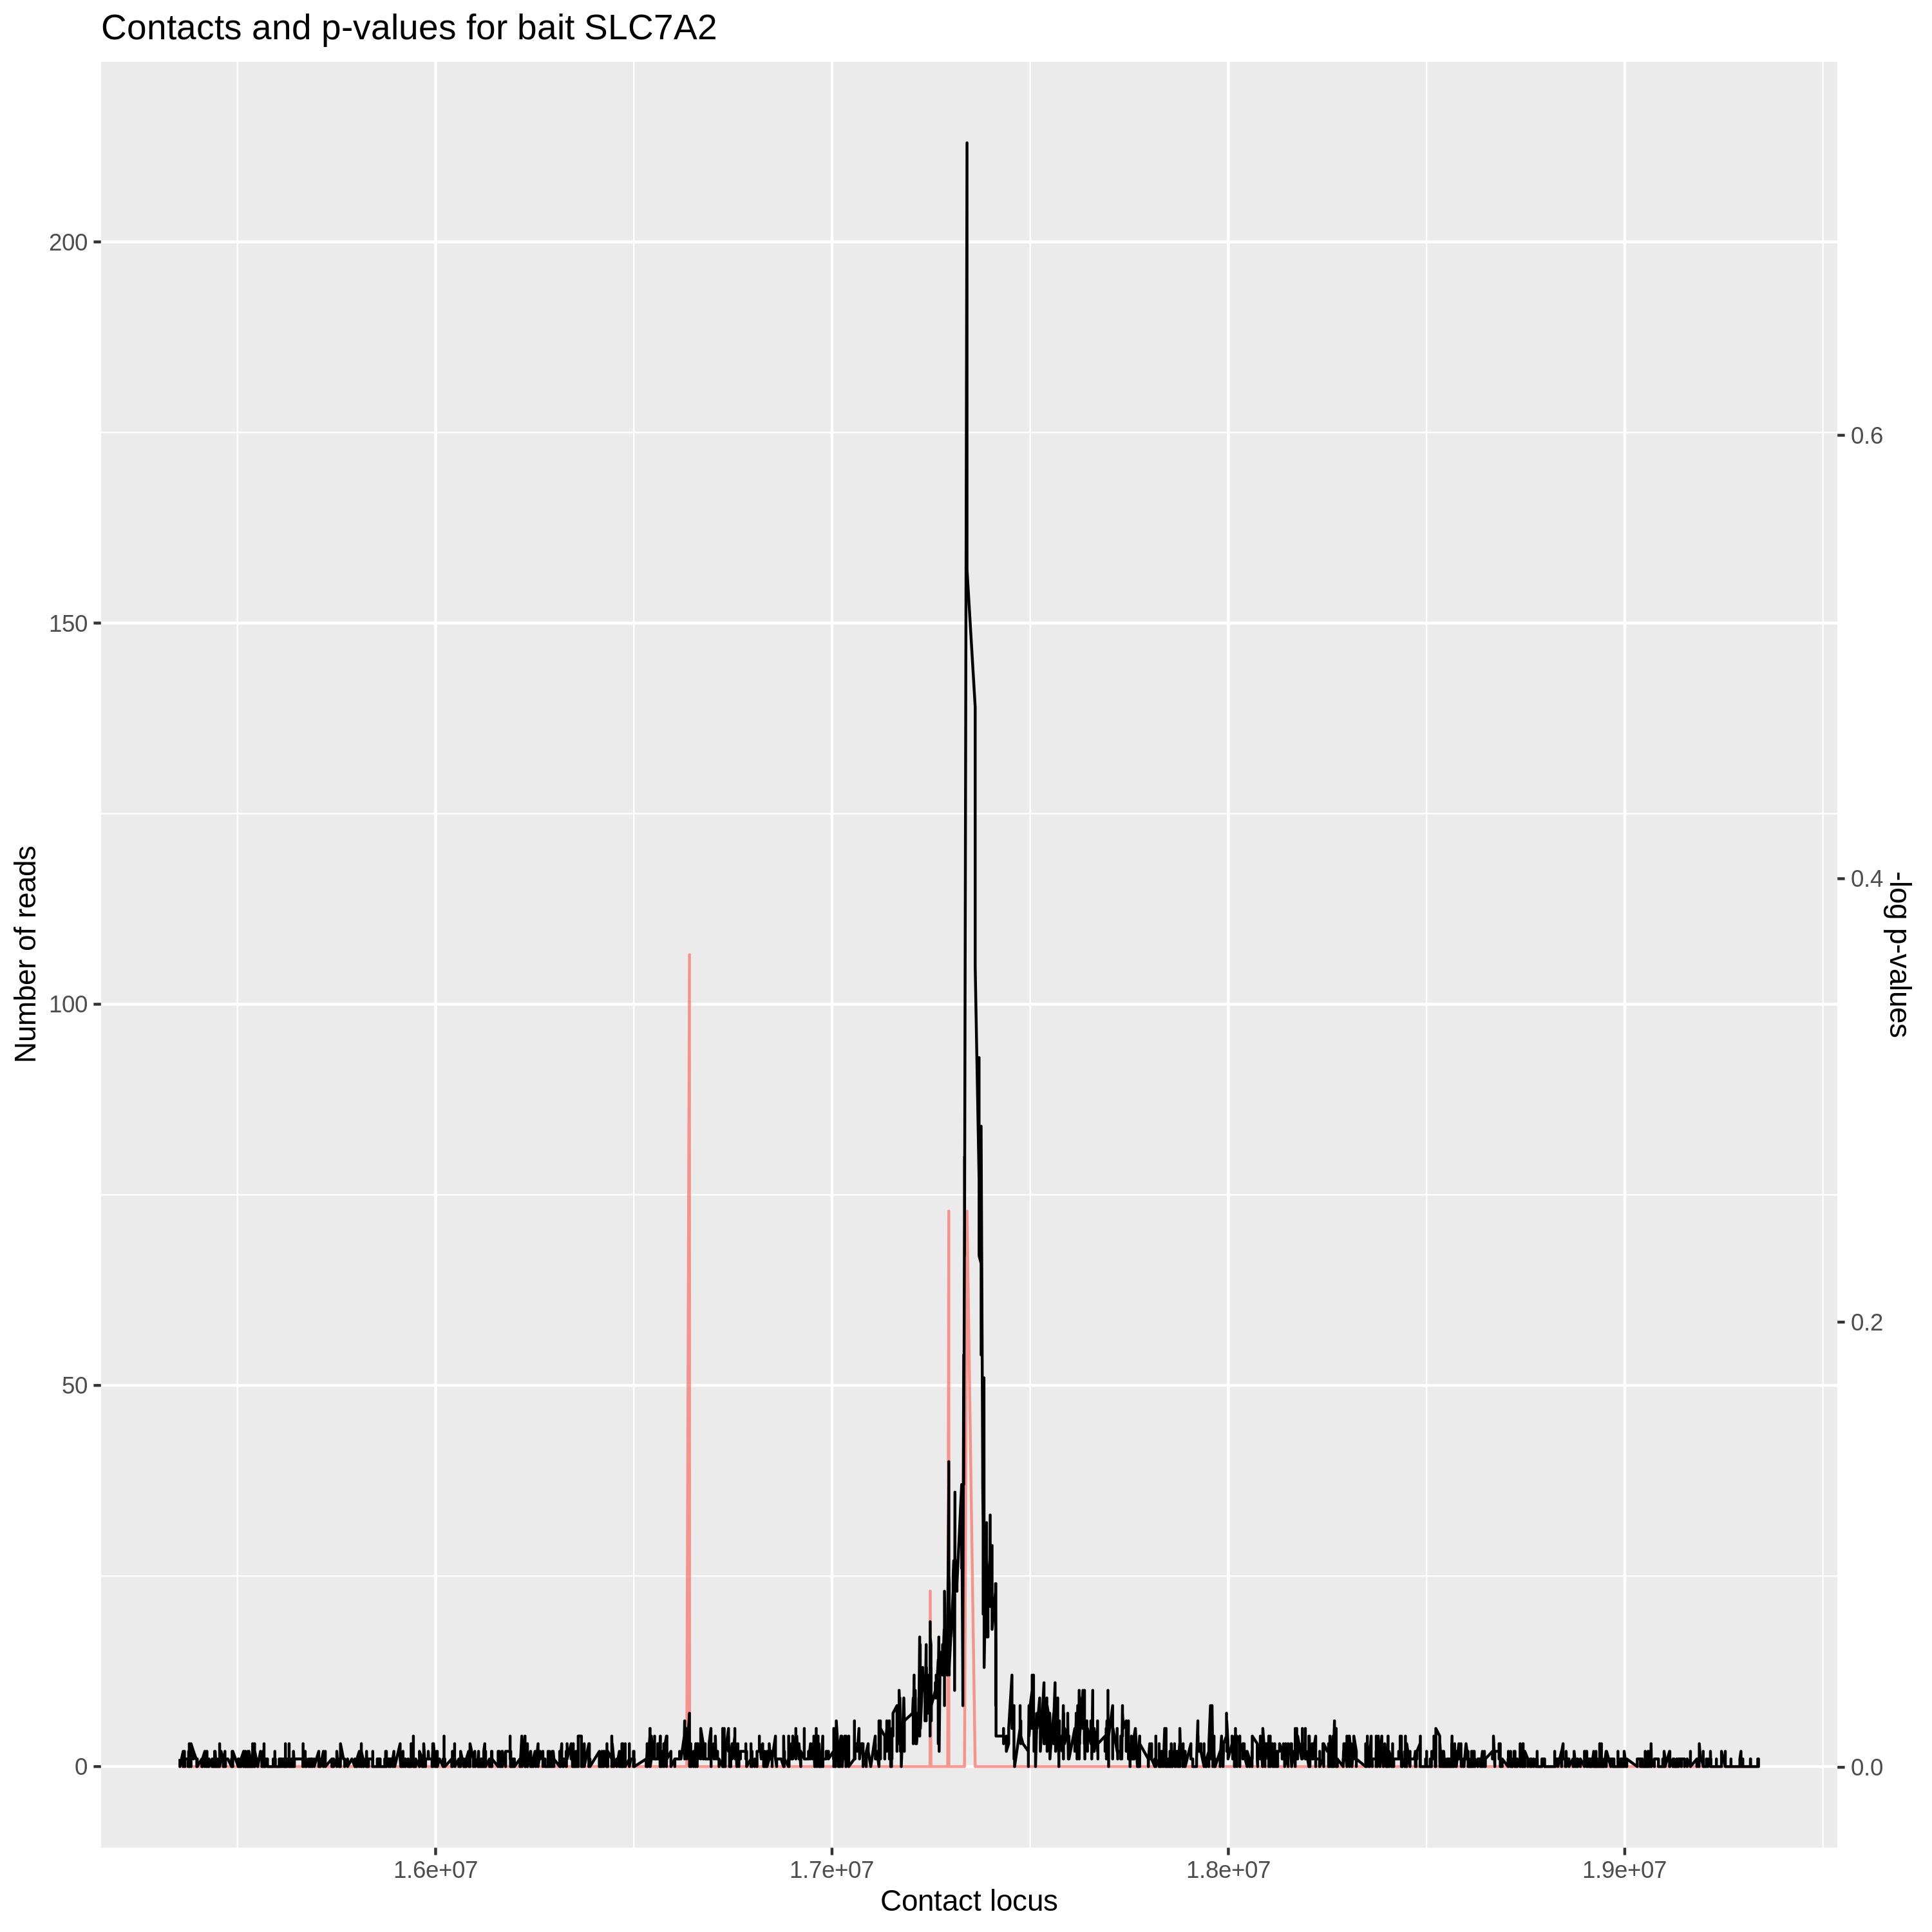 Contacts and p-values for bait SLC7A2
200
150
100
50
0
Number of reads
0.6
0.4
0.2
0.0
-log p-values
1.6e+07
1.7e+07
1.8e+07
1.9e+07
Contact locus